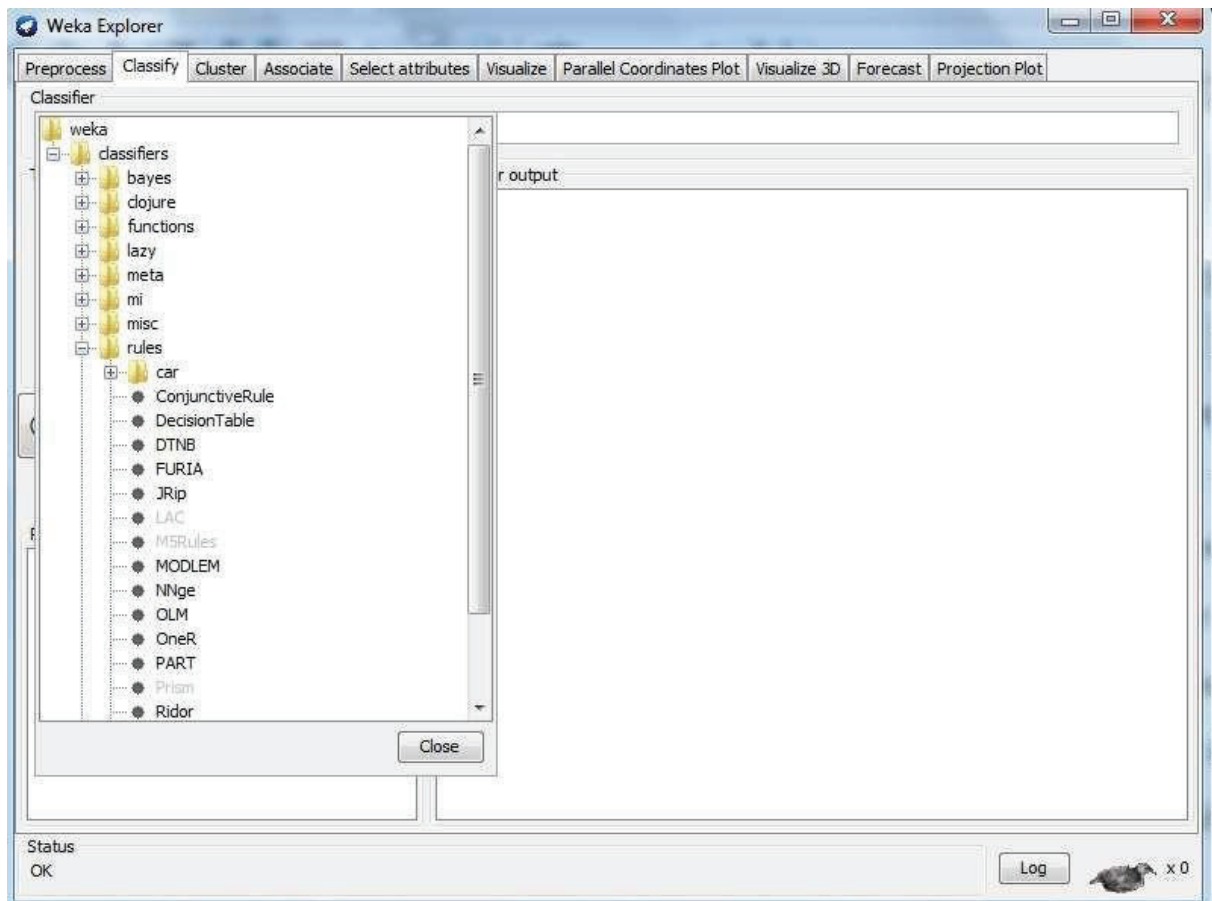 Weka Explorer
Preprocess Classify Cluster Associate Select attributes Visualize Parallel Coordinates Plot Visualize 3D Forecast Projection Plot
Classifier
weka
classifiers
bayes
clojure
functions
lazy
meta
mi
misc
rules
car
ConjunctiveRule
DecisionTable
DTNB
FURIA
JRip
LAC
M5Rules
MODLEM
NNge
OLM
OneR
PART
Prism
Ridor
Close
r output
Status
OK
Log
x 0